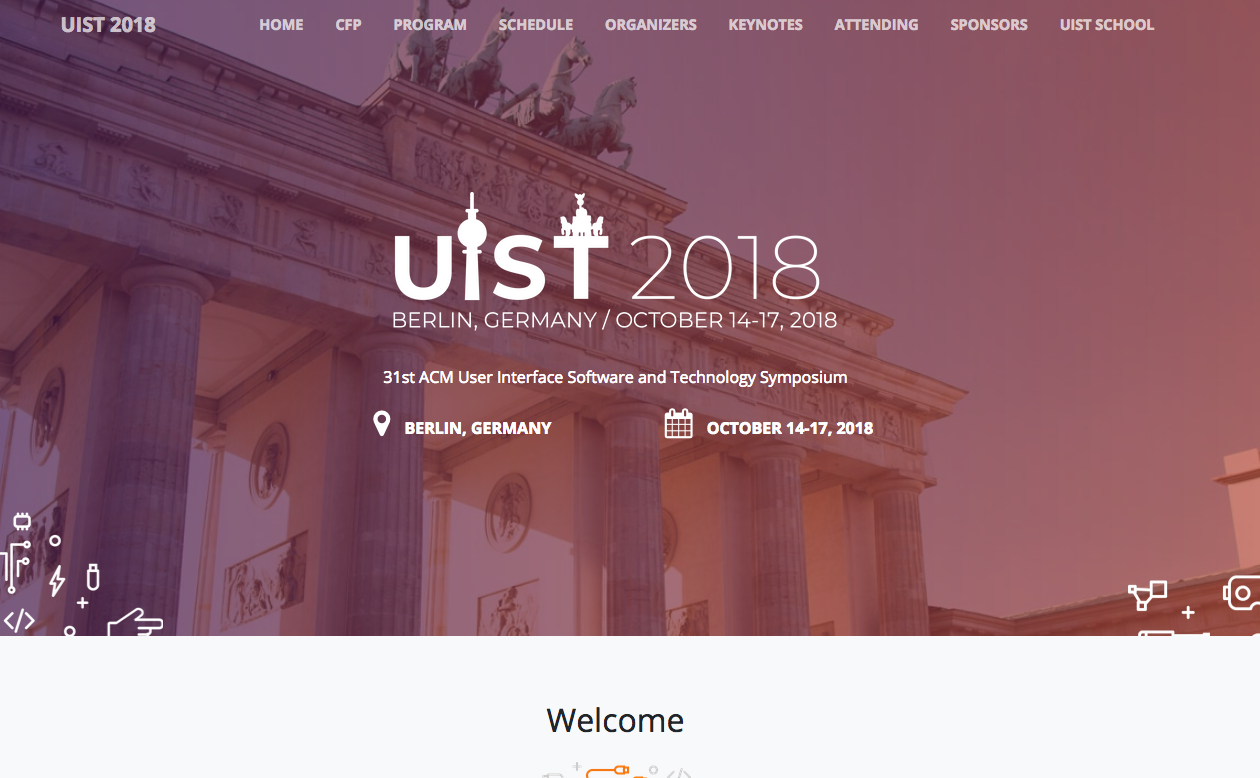 UIST 2018 HOME CFP PROGRAM SCHEDULE ORGANIZERS KEYNOTES ATTENDING SPONSORS UIST SCHOOL
UIST 2018
BERLIN, GERMANY / OCTOBER 14-17, 2018
31st ACM User Interface Software and Technology Symposium
BERLIN, GERMANY OCTOBER 14-17, 2018
</>
Welcome